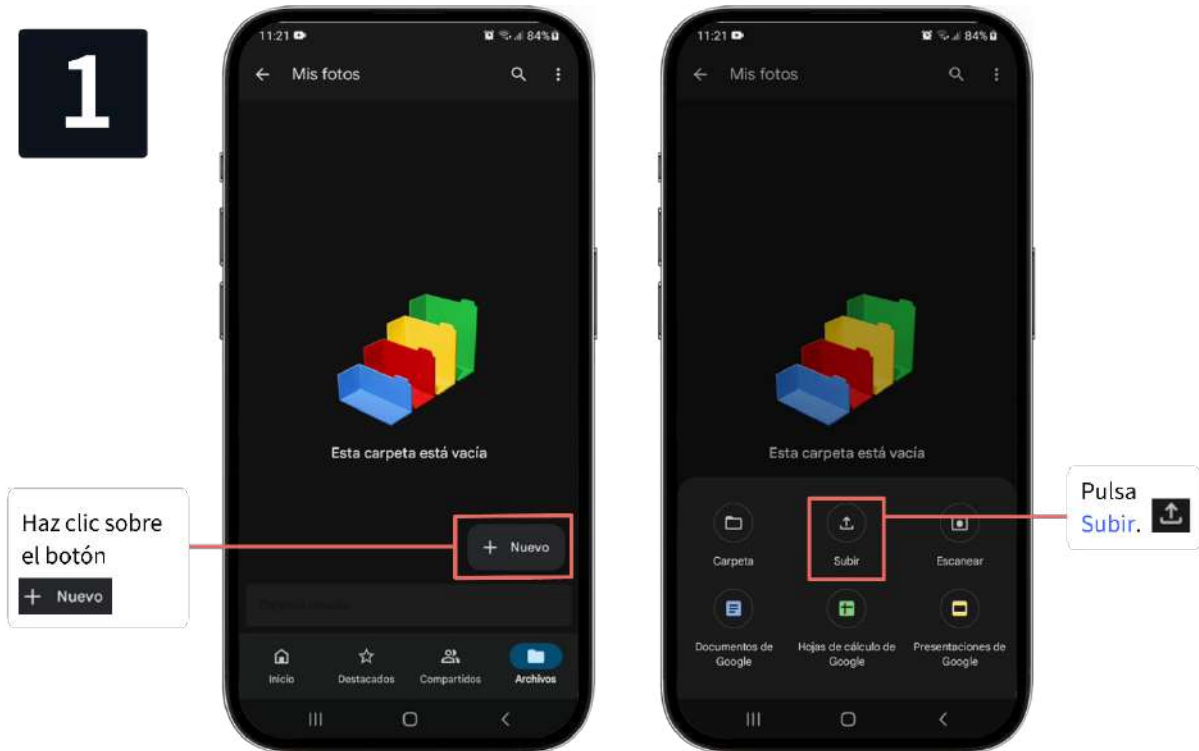 1
11:21
84%
Mis fotos
Esta carpeta está vacía
+ Nuevo
Inicio
Destacados
Compartidos
Archivos
Haz clic sobre
el botón
+ Nuevo
11:21
84%
Mis fotos
Esta carpeta está vacía
Carpeta
Subir
Escanear
Documentos de
Google
Hojas de cálculo de
Google
Presentaciones de
Google
Pulsa
Subir.